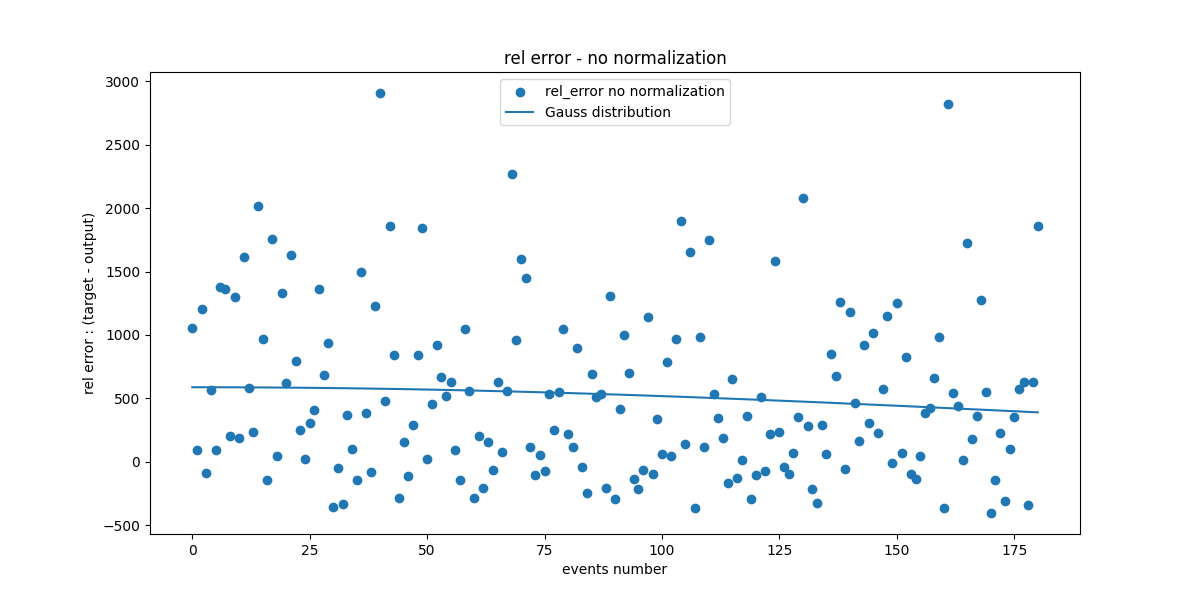 rel error - no normalization
rel_error no normalization
Gauss distribution
rel error : (target - output)
3000
2500
2000
1500
1000
500
0
−500
0 25 50 75 100 125 150 175
events number